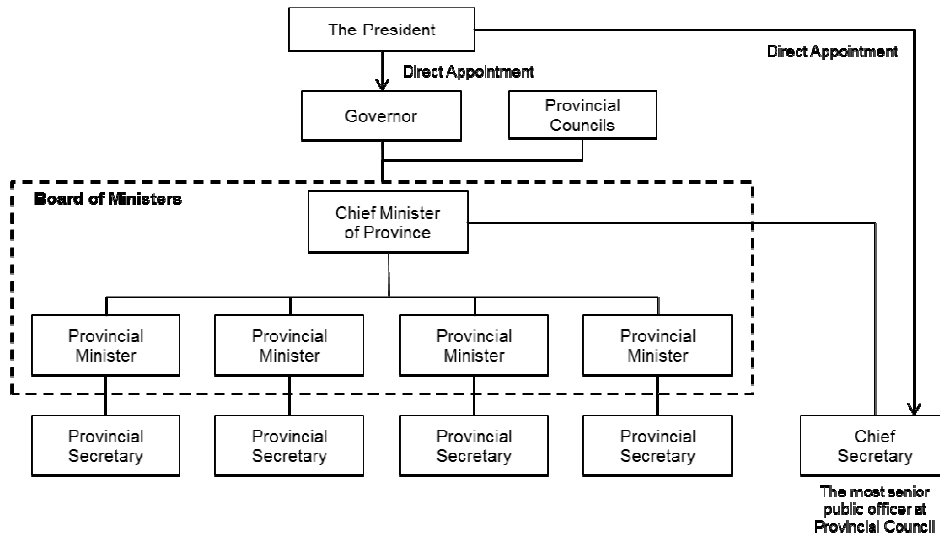 The President
Direct Appointment
Direct Appointment
Governor
Provincial
Councils
Board of Ministers
Chief Minister
of Province
Provincial
Minister
Provincial
Minister
Provincial
Minister
Provincial
Minister
Provincial
Secretary
Provincial
Secretary
Provincial
Secretary
Provincial
Secretary
Chief
Secretary
The most senior
public officer at
Provincial Council